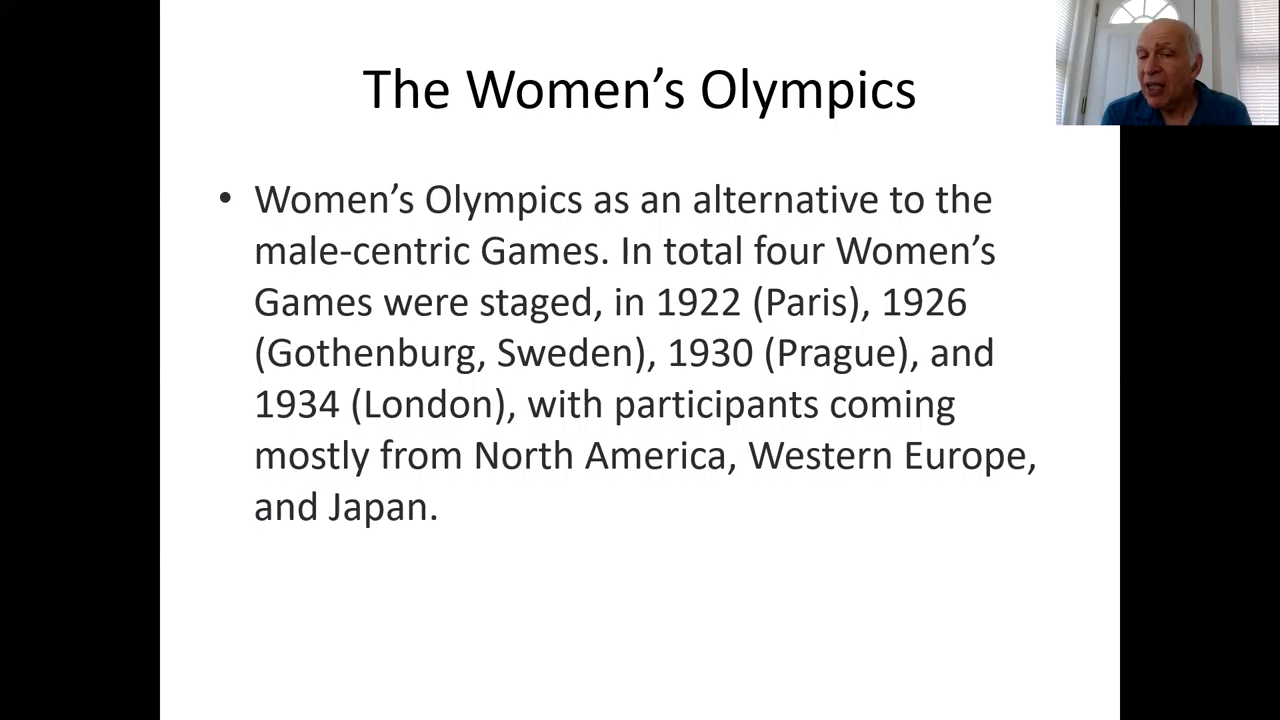 The Women’s Olympics
• Women’s Olympics as an alternative to the
male-centric Games. In total four Women’s
Games were staged, in 1922 (Paris), 1926
(Gothenburg, Sweden), 1930 (Prague), and
1934 (London), with participants coming
mostly from North America, Western Europe,
and Japan.